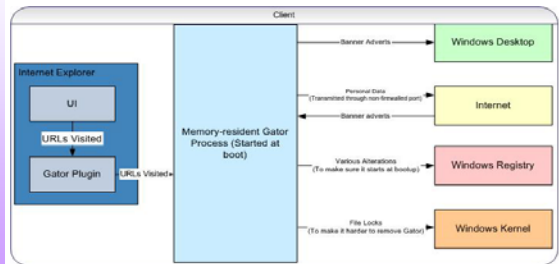 Client
Internet Explorer
UI
URLs Visited
Gator Plugin
URLs Visited
Memory-resident Gator
Process (Started at
boot)
Banner Adverts
Windows Desktop
Personal Data
(Transmitted through non firewalled port)
Banner adverts
Internet
Various Alterations
(To make sure it starts at bootup)
Windows Registry
File Locks
(To make it harder to remove Gator)
Windows Kernel